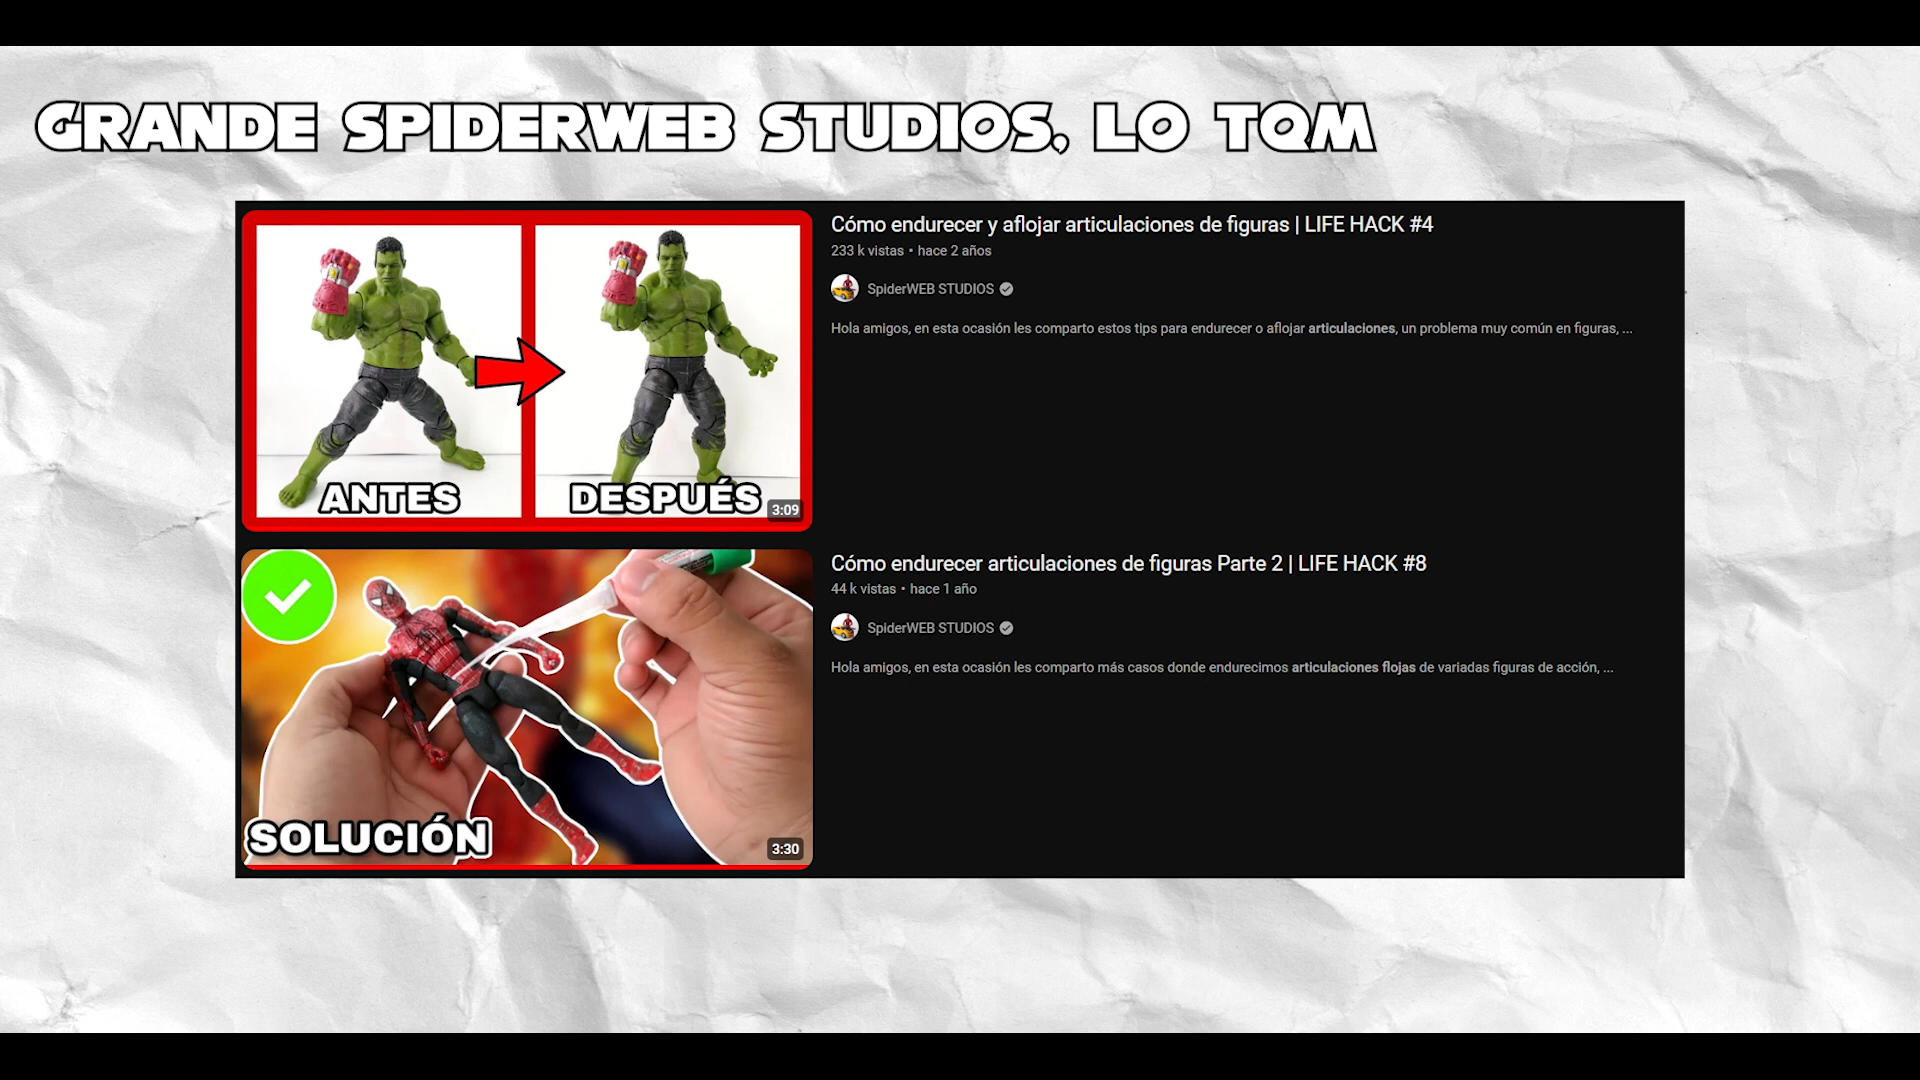 GRANDE SPIDERWEB STUDIOS, LO TQM
ANTES
DESPUÉS
3:09
Cómo endurecer y aflojar articulaciones de figuras | LIFE HACK #4
233 k vistas • hace 2 años
SpiderWEB STUDIOS
Hola amigos, en esta ocasión les comparto estos tips para endurecer o aflojar articulaciones, un problema muy común en figuras, ...
SOLUCIÓN
3:30
Cómo endurecer articulaciones de figuras Parte 2 | LIFE HACK #8
44 k vistas • hace 1 año
SpiderWEB STUDIOS
Hola amigos, en esta ocasión les comparto más casos donde endurecimos articulaciones flojas de variadas figuras de acción, ...